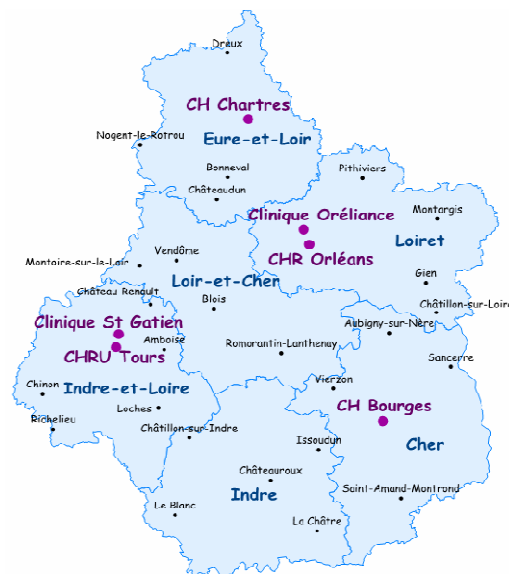 Dreux
CH Chartres
Nogent-le-Rotrou
Eure-et-Loir
Bonneval
Pithiviers
Châteaudun
Clinique Oréliance
Montargis
Loiret
CHR Orléans
Vendôme
Montoire-sur-le-Loir
Loir-et-Cher
Gien
Château Renault
Blois
Châtillon-sur-Loire
Clinique St Gatien
Aubigny-sur-Nère
Amboise
Romorantin-Lanthenay
CHRU Tours
Sancerre
Chinon
Indre-et-Loire
Vierzon
Loches
CH Bourges
Richelieu
Châtillon-sur-Indre
Issoudun
Cher
Châteauroux
Indre
Saint-Amand-Montrond
Le Blanc
La Châtre